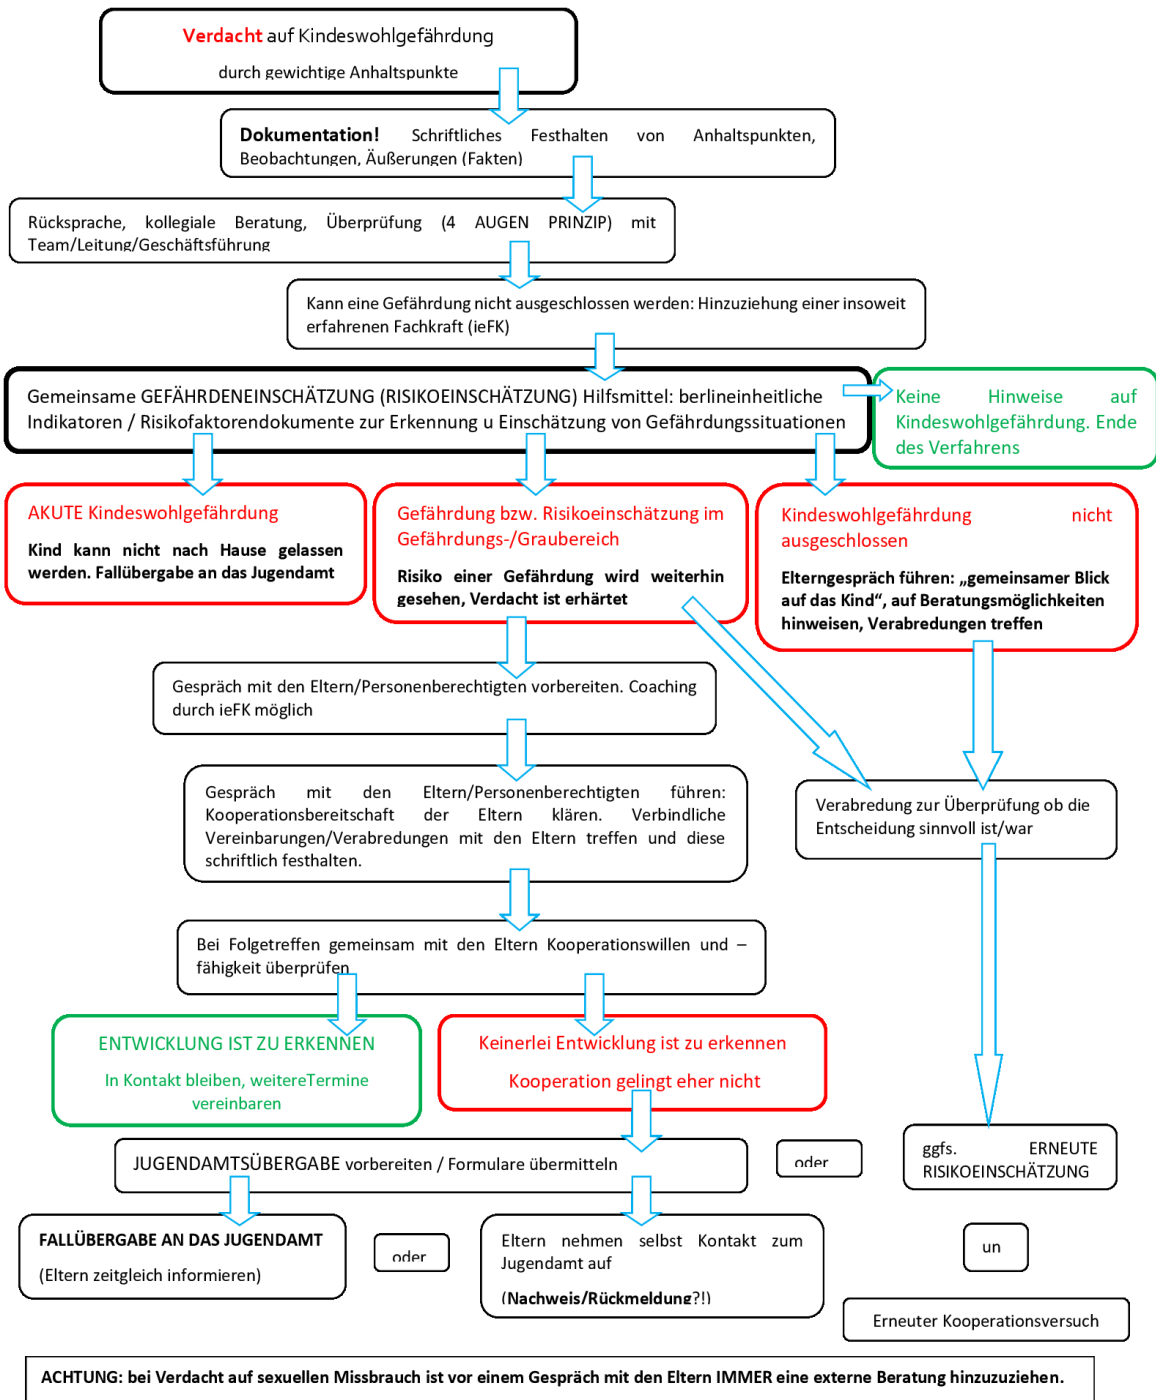 Verdacht auf Kindeswohlgefährdung
durch gewichtige Anhaltspunkte
Dokumentation! Schriftliches Festhalten von Anhaltspunkten,
Beobachtungen, Äußerungen (Fakten)
Rücksprache, kollegiale Beratung, Überprüfung (4 AUGEN PRINZIP) mit
Team/Leitung/Geschäftsführung
Kann eine Gefährdung nicht ausgeschlossen werden: Hinzuziehung einer insoweit
erfahrenen Fachkraft (ieFK)
Gemeinsame GEFÄHRDENEINSCHÄTZUNG (RISIKOEINSCHÄTZUNG) Hilfsmittel: berlineinheitliche
Indikatoren / Risikofaktorendokumente zur Erkennung u Einschätzung von Gefährdungssituationen
Keine Hinweise auf
Kindeswohlgefährdung. Ende
des Verfahrens
AKUTE Kindeswohlgefährdung
Kind kann nicht nach Hause gelassen
werden. Fallübergabe an das Jugendamt
Gefährdung bzw. Risikoeinschätzung im
Gefährdungs-/Graubereich
Risiko einer Gefährdung wird weiterhin
gesehen, Verdacht ist erhärtet
Kindeswohlgefährdung nicht
ausgeschlossen
Elterngespräch führen: „gemeinsamer Blick
auf das Kind“, auf Beratungsmöglichkeiten
hinweisen, Verabredungen treffen
Gespräch mit den Eltern/Personenberechtigten vorbereiten. Coaching
durch ieFK möglich
Gespräch mit den Eltern/Personenberechtigten führen:
Kooperationsbereitschaft der Eltern klären. Verbindliche
Vereinbarungen/Verabredungen mit den Eltern treffen und diese
schriftlich festhalten.
Verabredung zur Überprüfung ob die
Entscheidung sinnvoll ist/war
Bei Folgetreffen gemeinsam mit den Eltern Kooperationswillen und –
fähigkeit überprüfen
ENTWICKLUNG IST ZU ERKENNEN
In Kontakt bleiben, weitereTermine
vereinbaren
Keinerlei Entwicklung ist zu erkennen
Kooperation gelingt eher nicht
JUGENDAMTSÜBERGABE vorbereiten / Formulare übermitteln
oder
ggfs. ERNEUTE
RISIKOEINSCHÄTZUNG
FALLÜBERGABE AN DAS JUGENDAMT
(Eltern zeitgleich informieren)
oder
Eltern nehmen selbst Kontakt zum
Jugendamt auf
(Nachweis/Rückmeldung?!)
un
Erneuter Kooperationsversuch
ACHTUNG: bei Verdacht auf sexuellen Missbrauch ist vor einem Gespräch mit den Eltern IMMER eine externe Beratung hinzuzuziehen.